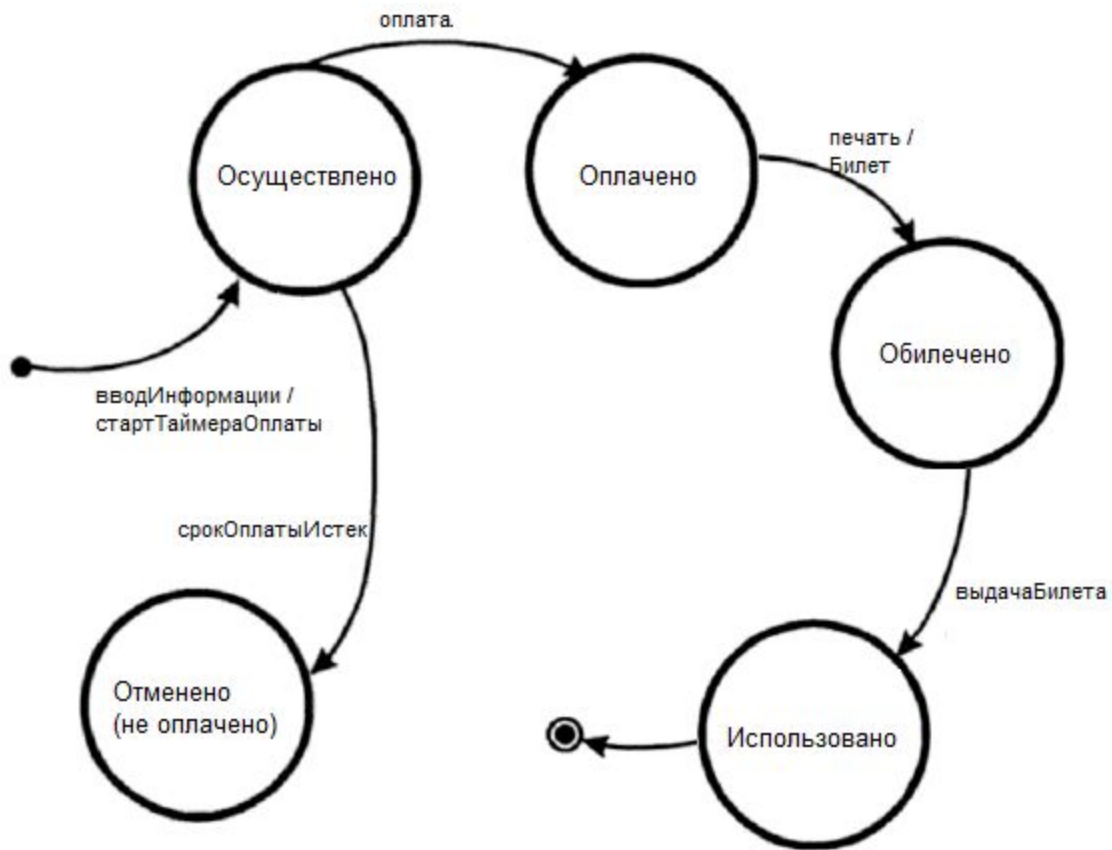 оплата.
Осуществлено
Оплачено
печать /
Билет
Обилечено
вводИнформации /
стартТаймераОплаты
срокОплатыИстек
выдачаБилета
Отменено
(не оплачено)
Использовано